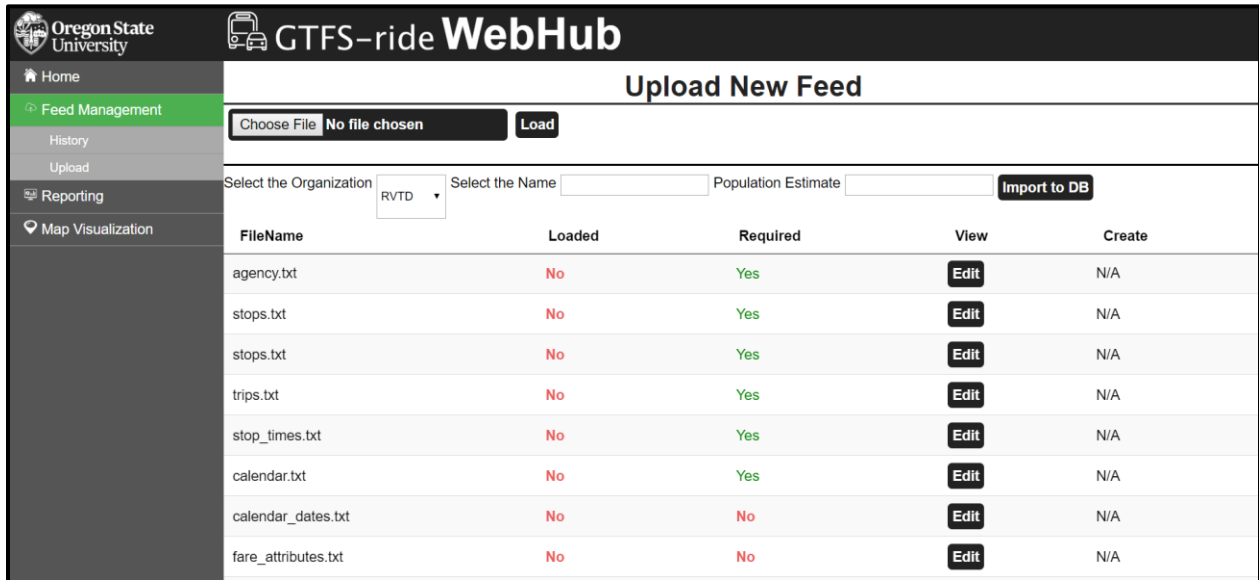 Oregon State
University
GTFS-ride WebHub
Home
Feed Management
History
Upload
Reporting
Map Visualization
Upload New Feed
Choose File No file chosen Load
Select the Organization RVTD Select the Name Population Estimate Import to DB
FileName Loaded Required View Create
agency.txt No Yes Edit N/A
stops.txt No Yes Edit N/A
stops.txt No Yes Edit N/A
trips.txt No Yes Edit N/A
stop_times.txt No Yes Edit N/A
calendar.txt No Yes Edit N/A
calendar_dates.txt No No Edit N/A
fare_attributes.txt No No Edit N/A